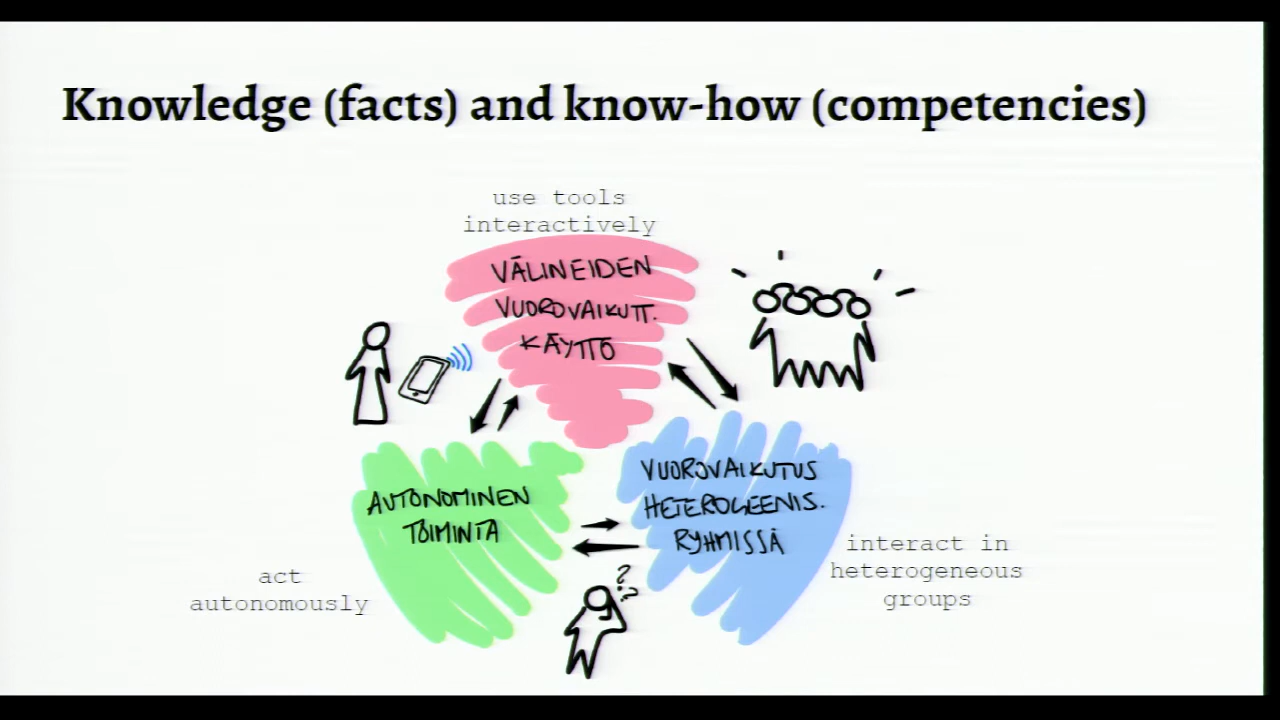 Knowledge (facts) and know-how (competencies)
use tools
interactively
VÄLINEIDEN
VUOROVAIKUTT.
KÄYTTÖ
AUTONOMINEN
TOIMINTA
VUOROVAIKUTUS
HETEROGEENIS.
RYHMISSÄ
act
autonomously
interact in
heterogeneous
groups
??